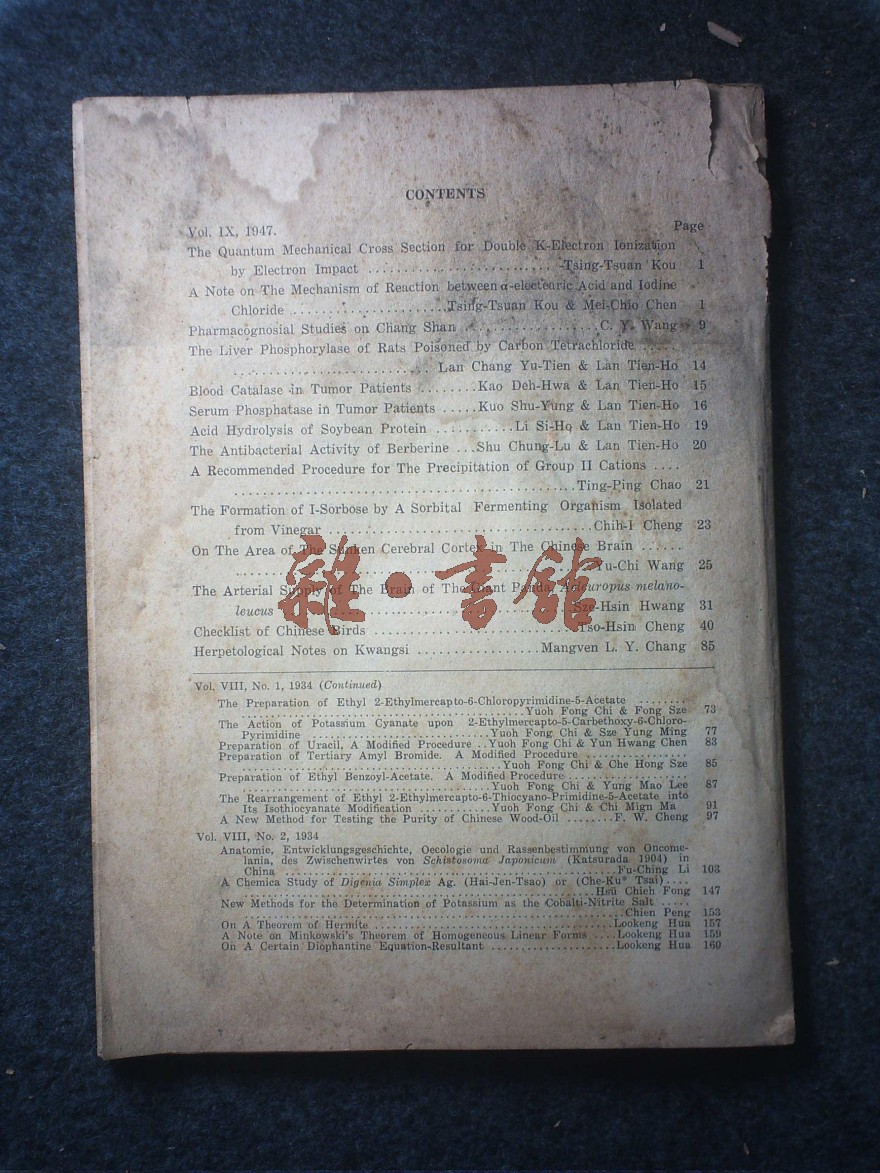 CONTENTS
Vol. IX, 1947. Page
The Quantum Mechanical Cross Section for Double K-Electron Ionization
by Electron Impact ........................ Tsing-Tsuan Kou 1
A Note on The Mechanism of Reaction between α-electearic Acid and Iodine
Chloride ......................Tsing-Tsuan Kou & Mei-Chio Chen 1
Pharmacognosial Studies on Chang Shan ..................C. Y. Wang 9
The Liver Phosphorylase of Rats Poisoned by Carbon Tetrachloride ......
............................ Lan Chang Yu-Tien & Lan Tien-Ho 14
Blood Catalase in Tumor Patients ........Kao Deh-Hwa & Lan Tien-Ho 15
Serum Phosphatase in Tumor Patients .....Kuo Shu-Yung & Lan Tien-Ho 16
Acid Hydrolysis of Soybean Protein ...........Li Si-Ho & Lan Tien-Ho 19
The Antibacterial Activity of Berberine ...Shu Chung-Lu & Lan Tien-Ho 20
A Recommended Procedure for The Precipitation of Group II Cations ....
................................................Ting-Ping Chao 21
The Formation of I-Sorbose by A Sorbital Fermenting Organism Isolated
from Vinegar .....................................Chih-I Cheng 23
On The Area of The Sunken Cerebral Cortex in The Chinese Brain ......
..................................................Yu-Chi Wang 25
The Arterial Supply of The Brain of The Giant Panda, Aeleuropus melano-
leucus ........................................Sze-Hsin Hwang 31
Checklist of Chinese Birds .............................Tso-Hsin Cheng 40
Herpetological Notes on Kwangsi .................Mangven L. Y. Chang 85
Vol. VIII, No. 1, 1934 (Continued)
The Preparation of Ethyl 2-Ethylmercapto-6-Chloropyrimidine-5-Acetate ........
..............................................Yuoh Fong Chi & Fong Sze 73
The Action of Potassium Cyanate upon 2-Ethylmercapto-5-Carbethoxy-6-Chloro-
Pyrimidine .............................Yuoh Fong Chi & Sze Yung Ming 77
Preparation of Uracil, A Modified Procedure ..Yuoh Fong Chi & Yun Hwang Chen 83
Preparation of Tertiary Amyl Bromide. A Modified Procedure .................
..........................................Yuoh Fong Chi & Che Hong Sze 85
Preparation of Ethyl Benzoyl-Acetate. A Modified Procedure....................
........................................Yuoh Fong Chi & Yung Mao Lee 87
The Rearrangement of Ethyl 2-Ethylmercapto-6-Thiocyano-Primidine-5-Acetate into
Its Isothiocyanate Modification ............Yuoh Fong Chi & Chi Mign Ma 91
A New Method for Testing the Purity of Chinese Wood-Oil ........F. W. Cheng 97
Vol. VIII, No. 2, 1934
Anatomie, Entwicklungsgeschichte, Oecologie und Rassenbestimmung von Oncome-
lania, des Zwischenwirtes von Schistosoma Japonicum (Katsurada 1904) in
China ......................................................Fu-Ching Li 103
A Chemica Study of Digenia Simplex Ag. (Hai-Jen-Tsao) or (Che-Ku" Tsai)....
............................................................Hsü Chieh Fong 147
New Methods for the Determination of Potassium as the Cobalti-Nitrite Salt .....
................................................................Chien Peng 153
On A Theorem of Hermite .......................................Lookeng Hua 157
A Note on Minkowski's Theorem of Homogeneous Linear Forms ....Lookeng Hua 159
On A Certain Diophantine Equation-Resultant ....................Lookeng Hua 160
雜·書館